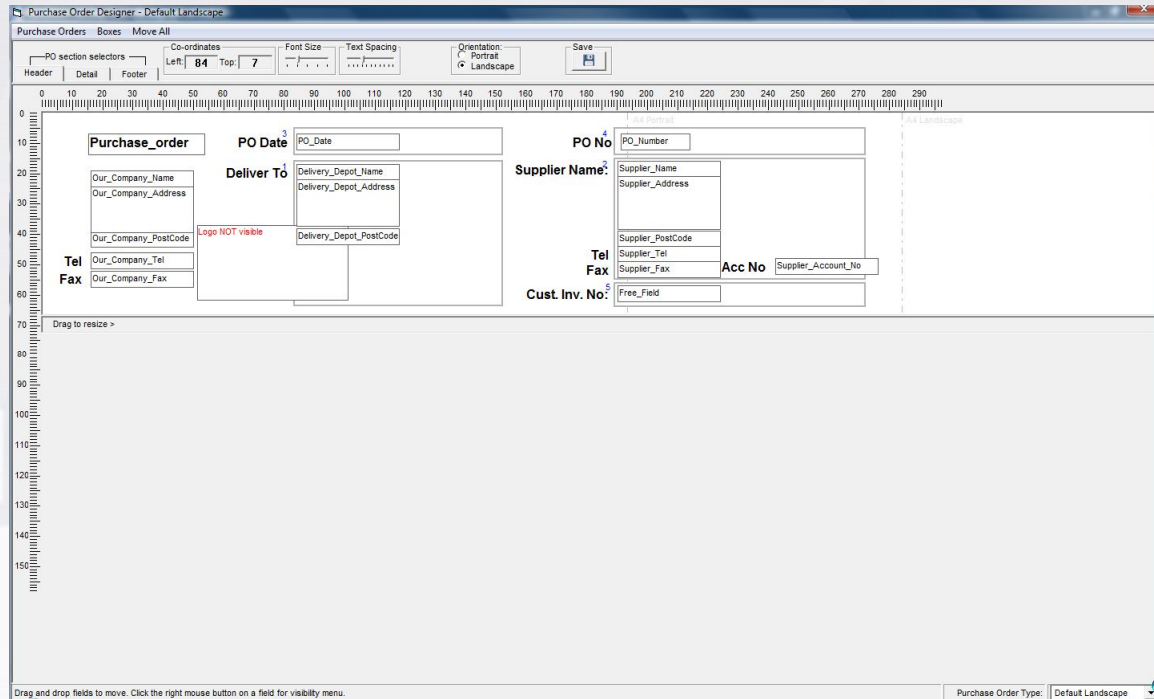 Purchase Order Designer - Default Landscape
Purchase Orders Boxes Move All
PO section selectors
Header Detail Footer
Co-ordinates
Left: 84 Top: 7
Font Size
Text Spacing
Orientation:
Portrait
Landscape
Save
0 10 20 30 40 50 60 70 80 90 100 110 120 130 140 150 160 170 180 190 200 210 220 230 240 250 260 270 280 290
0
10
20
30
40
50
60
70
80
90
100
110
120
130
140
150
A4 Portrait
A4 Landscape
Purchase_order
PO Date 3 PO_Date
PO No 4 PO_Number
Our_Company_Name
Our_Company_Address
Our_Company_PostCode
Tel Our_Company_Tel
Fax Our_Company_Fax
Deliver To 1 Delivery_Depot_Name
Delivery_Depot_Address
Delivery_Depot_PostCode
Logo NOT visible
Supplier Name: 2 Supplier_Name
Supplier_Address
Supplier_PostCode
Tel Supplier_Tel
Fax Supplier_Fax
Acc No Supplier_Account_No
Cust. Inv. No: 5 Free_Field
Drag to resize >
Drag and drop fields to move. Click the right mouse button on a field for visibility menu.
Purchase Order Type: Default Landscape